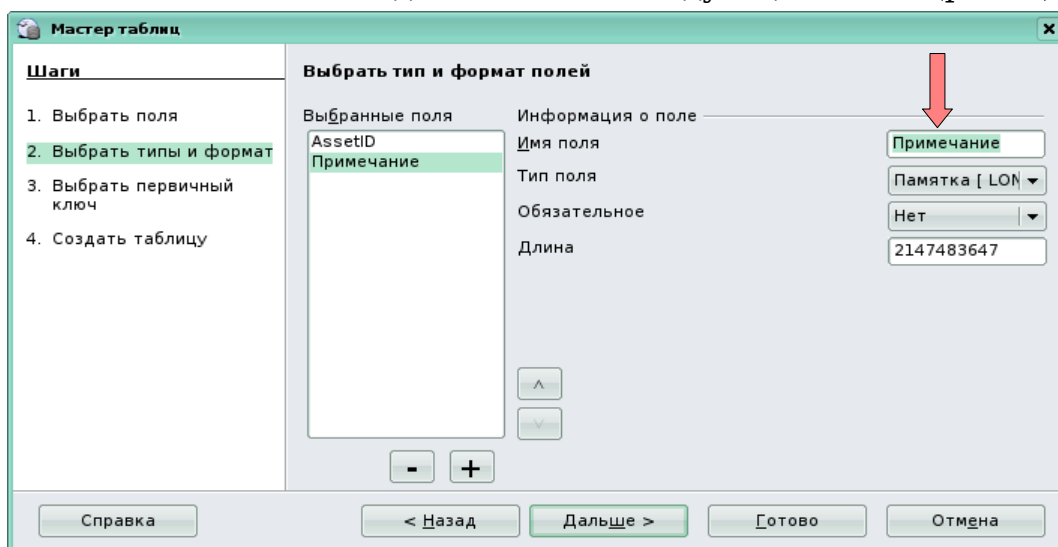 Мастер таблиц
Шаги
1. Выбрать поля
2. Выбрать типы и формат
3. Выбрать первичный
ключ
4. Создать таблицу
Выбрать тип и формат полей
Выбранные поля
AssetID
Примечание
Информация о поле
Имя поля
Примечание
Тип поля
Памятка [ LON
Обязательное
Нет
Длина
2147483647
- +
Справка
< Назад
Дальше >
Готово
Отмена